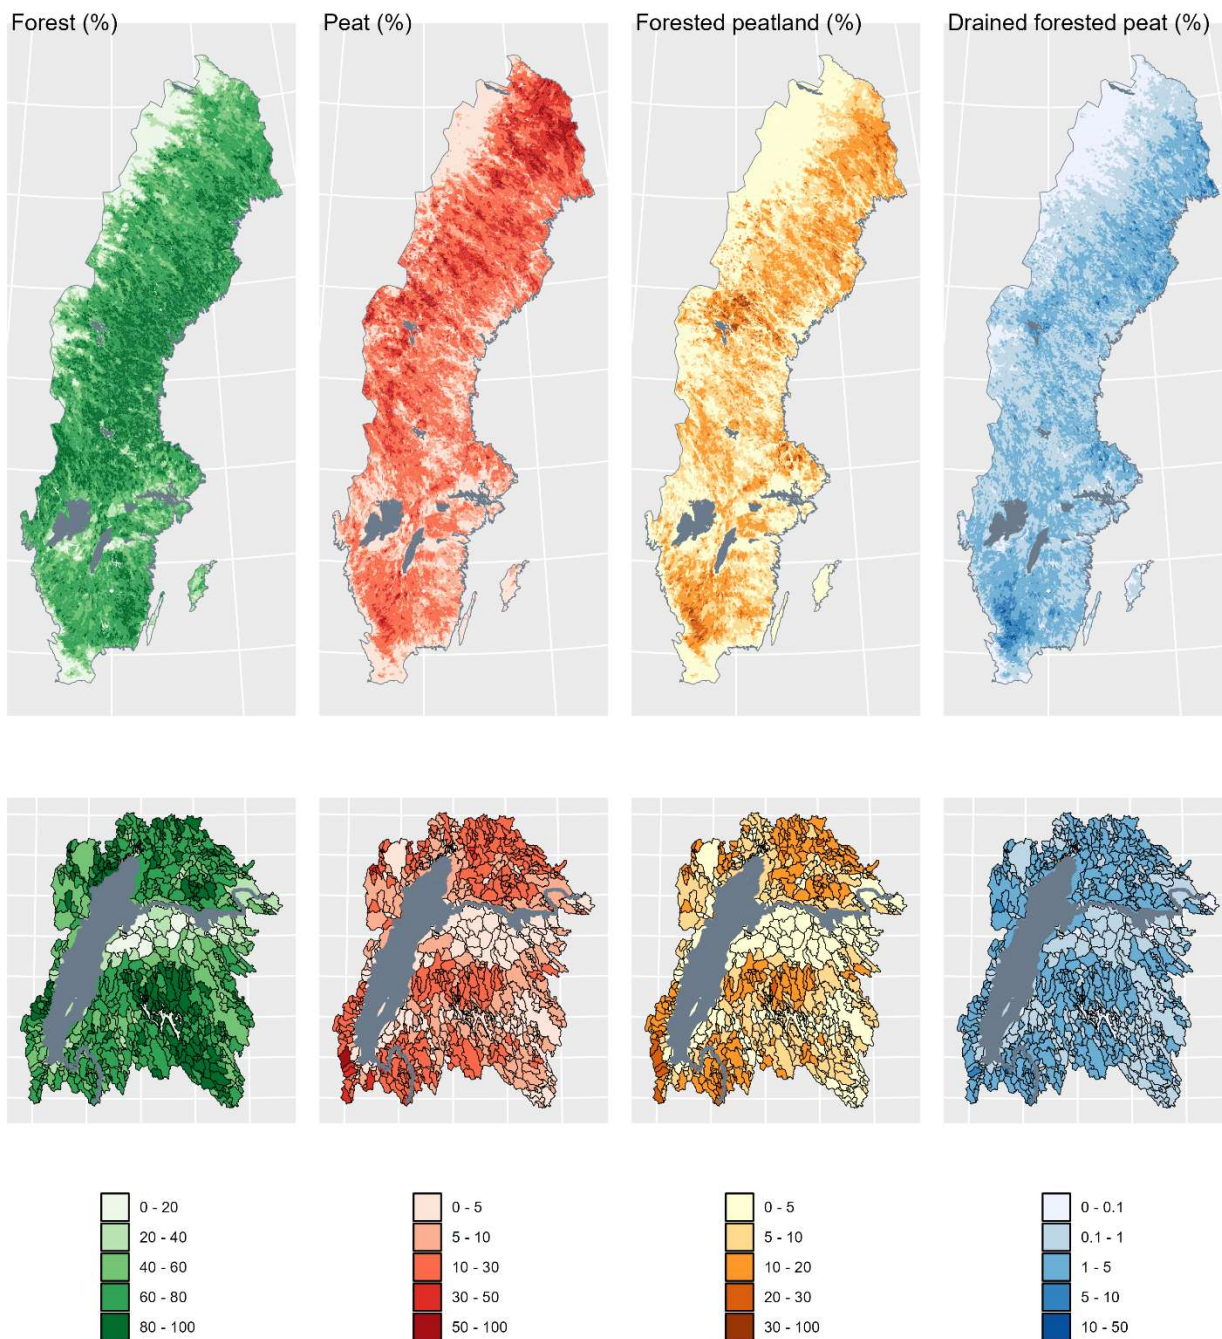 Forest (%)
Peat (%)
Forested peatland (%)
Drained forested peat (%)
0 - 20
20 - 40
40 - 60
60 - 80
80 - 100
0 - 5
5 - 10
10 - 30
30 - 50
50 - 100
0 - 5
5 - 10
10 - 20
20 - 30
30 - 100
0 - 0.1
0.1 - 1
1 - 5
5 - 10
10 - 50